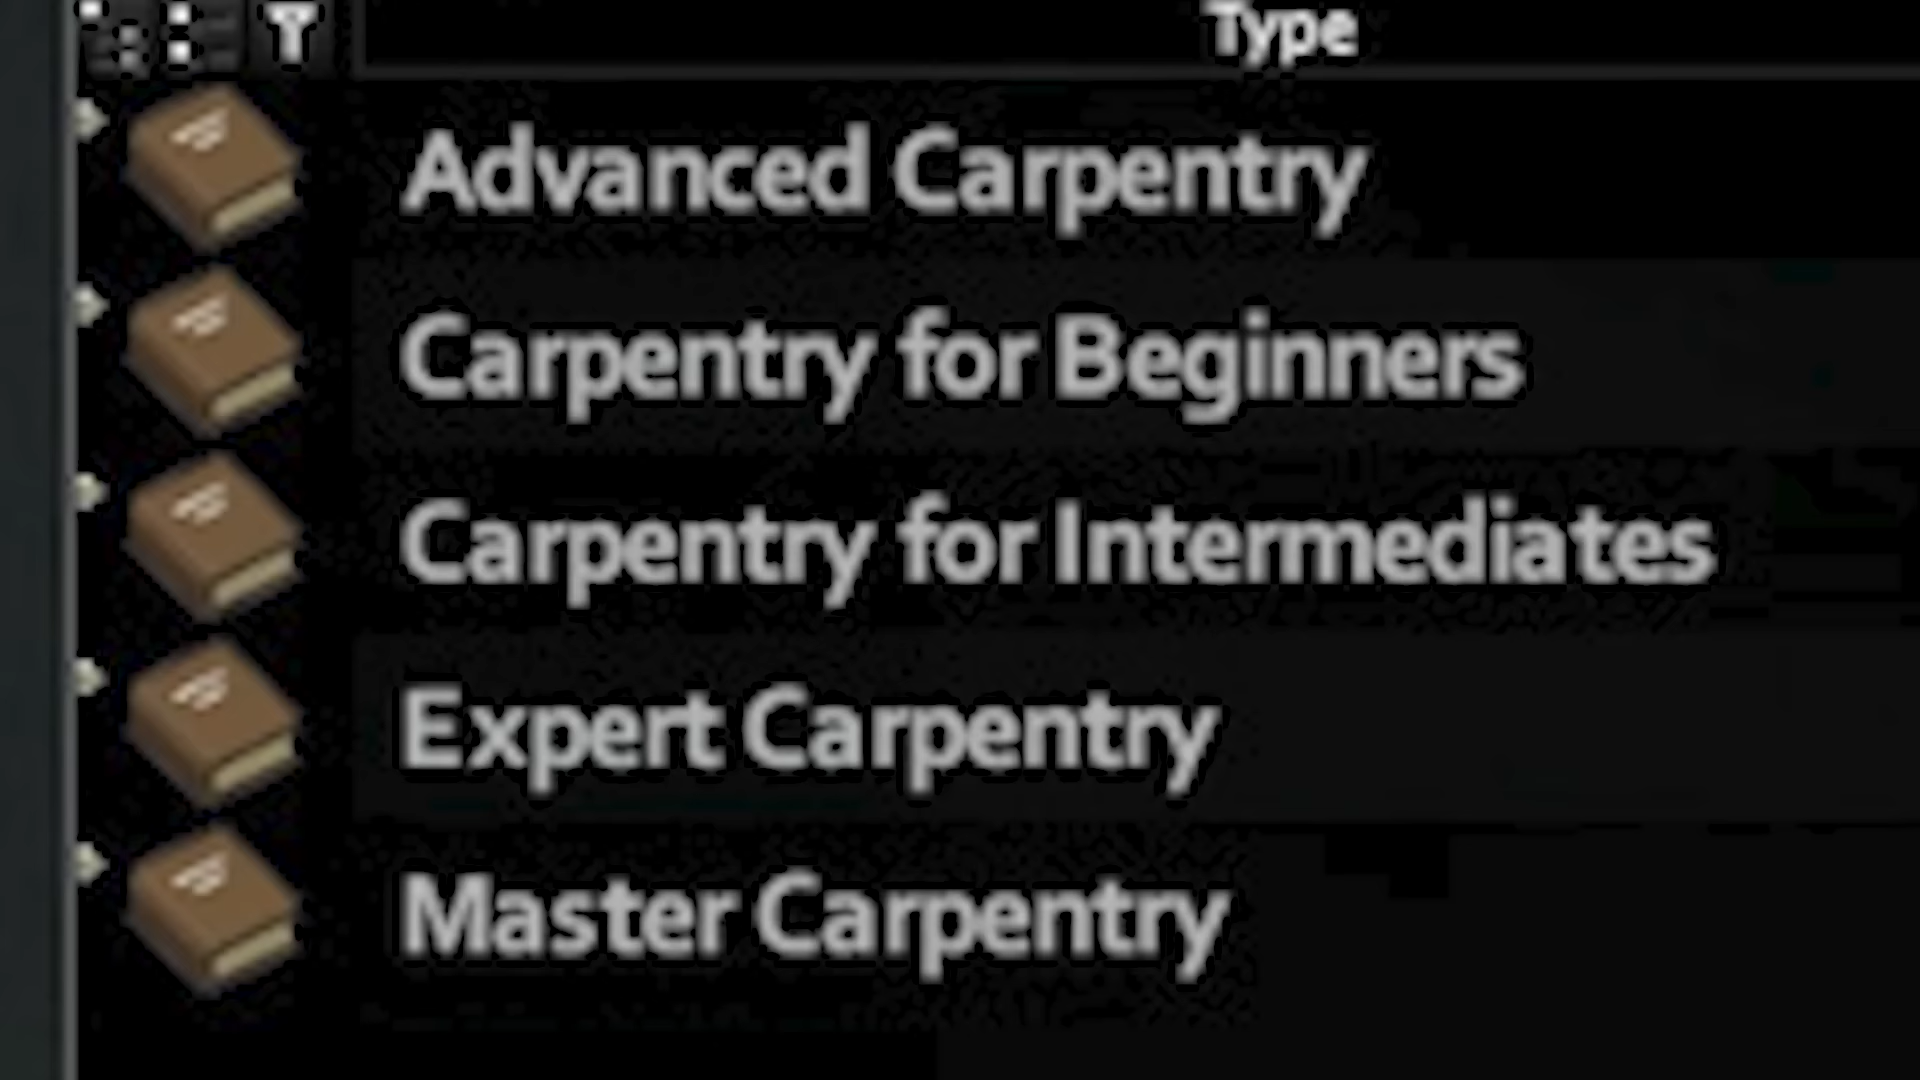 Type
Advanced Carpentry
Carpentry for Beginners
Carpentry for Intermediates
Expert Carpentry
Master Carpentry